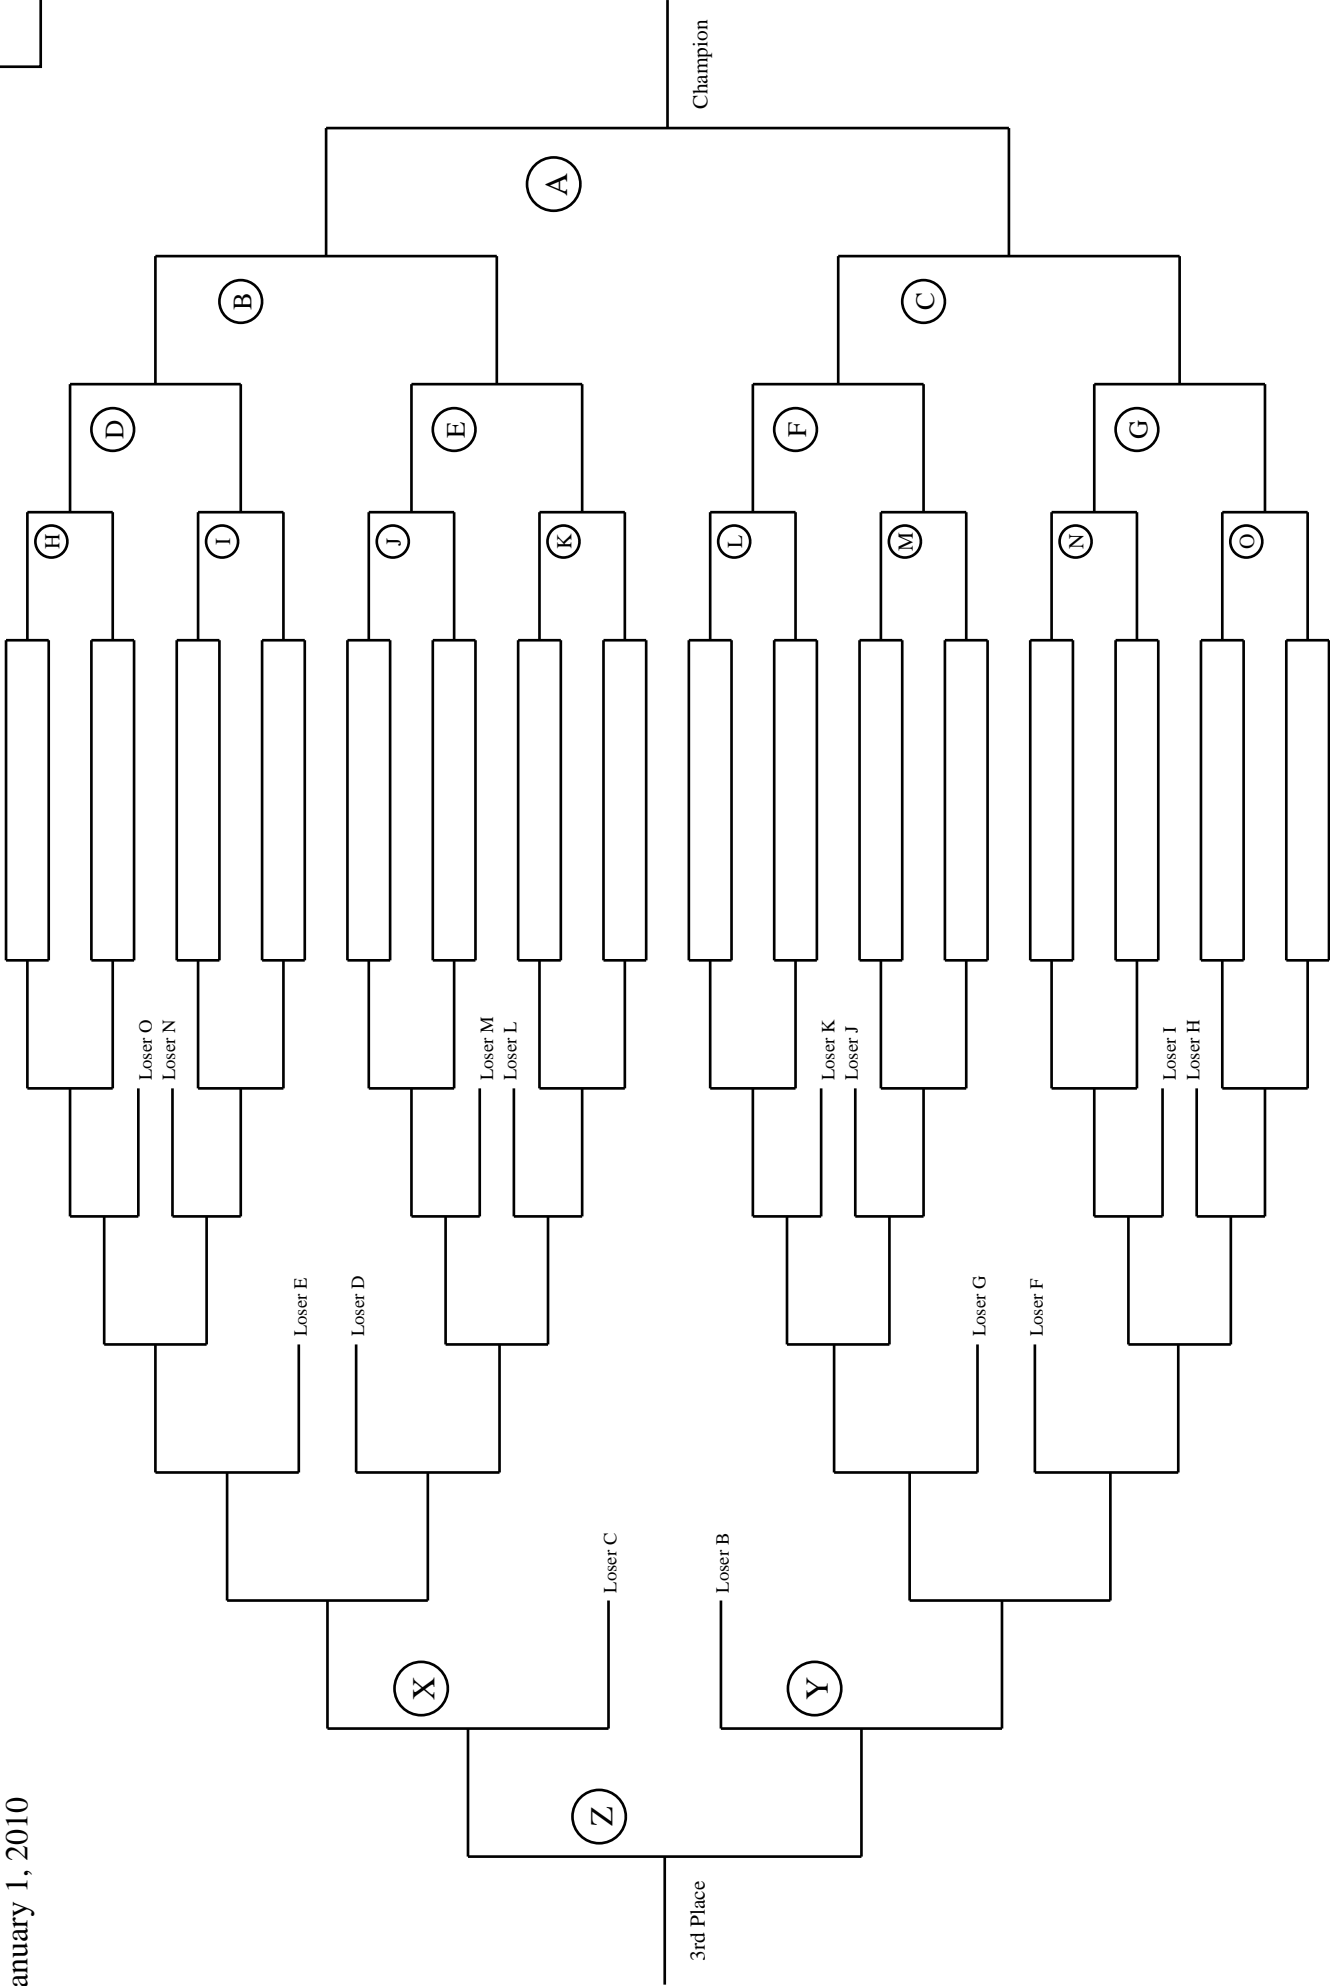 anuary 1, 2010
Champion
A
B
C
D
E
F
G
H
I
J
K
L
M
N
O
Loser O
Loser N
Loser M
Loser L
Loser K
Loser J
Loser I
Loser H
Loser E
Loser D
Loser G
Loser F
Loser C
Loser B
X
Y
Z
3rd Place